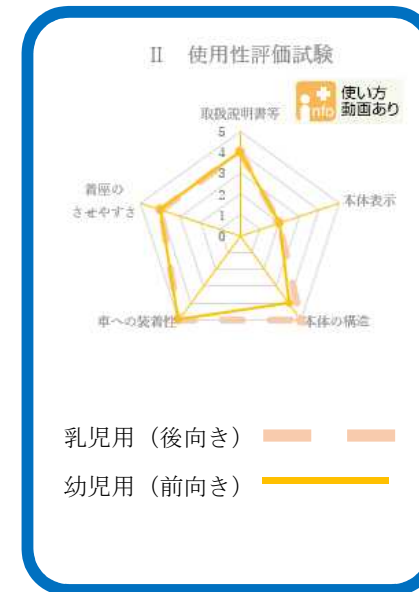 II 使用性評価試験
使い方
動画あり
info
取扱説明書等
5
4
3
2
1
0
着座の
させやすさ
本体表示
車への装着性
本体の構造
乳児用（後向き）
幼児用（前向き）